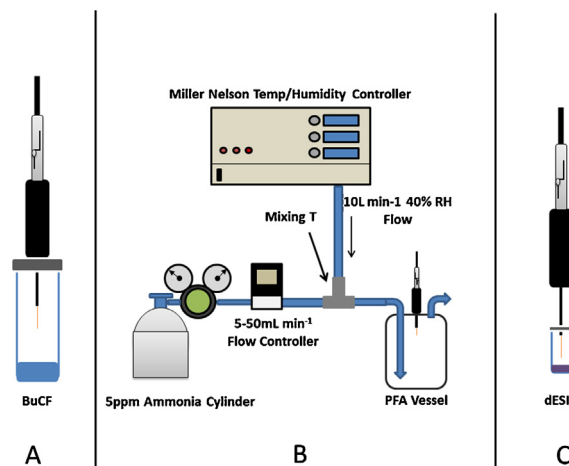 Miller Nelson Temp/Humidity Controller
10L min-1 40% RH
Flow
Mixing T
5-50mL min⁻¹
Flow Controller
BuCF
5ppm Ammonia Cylinder
PFA Vessel
dESI
A
B
C